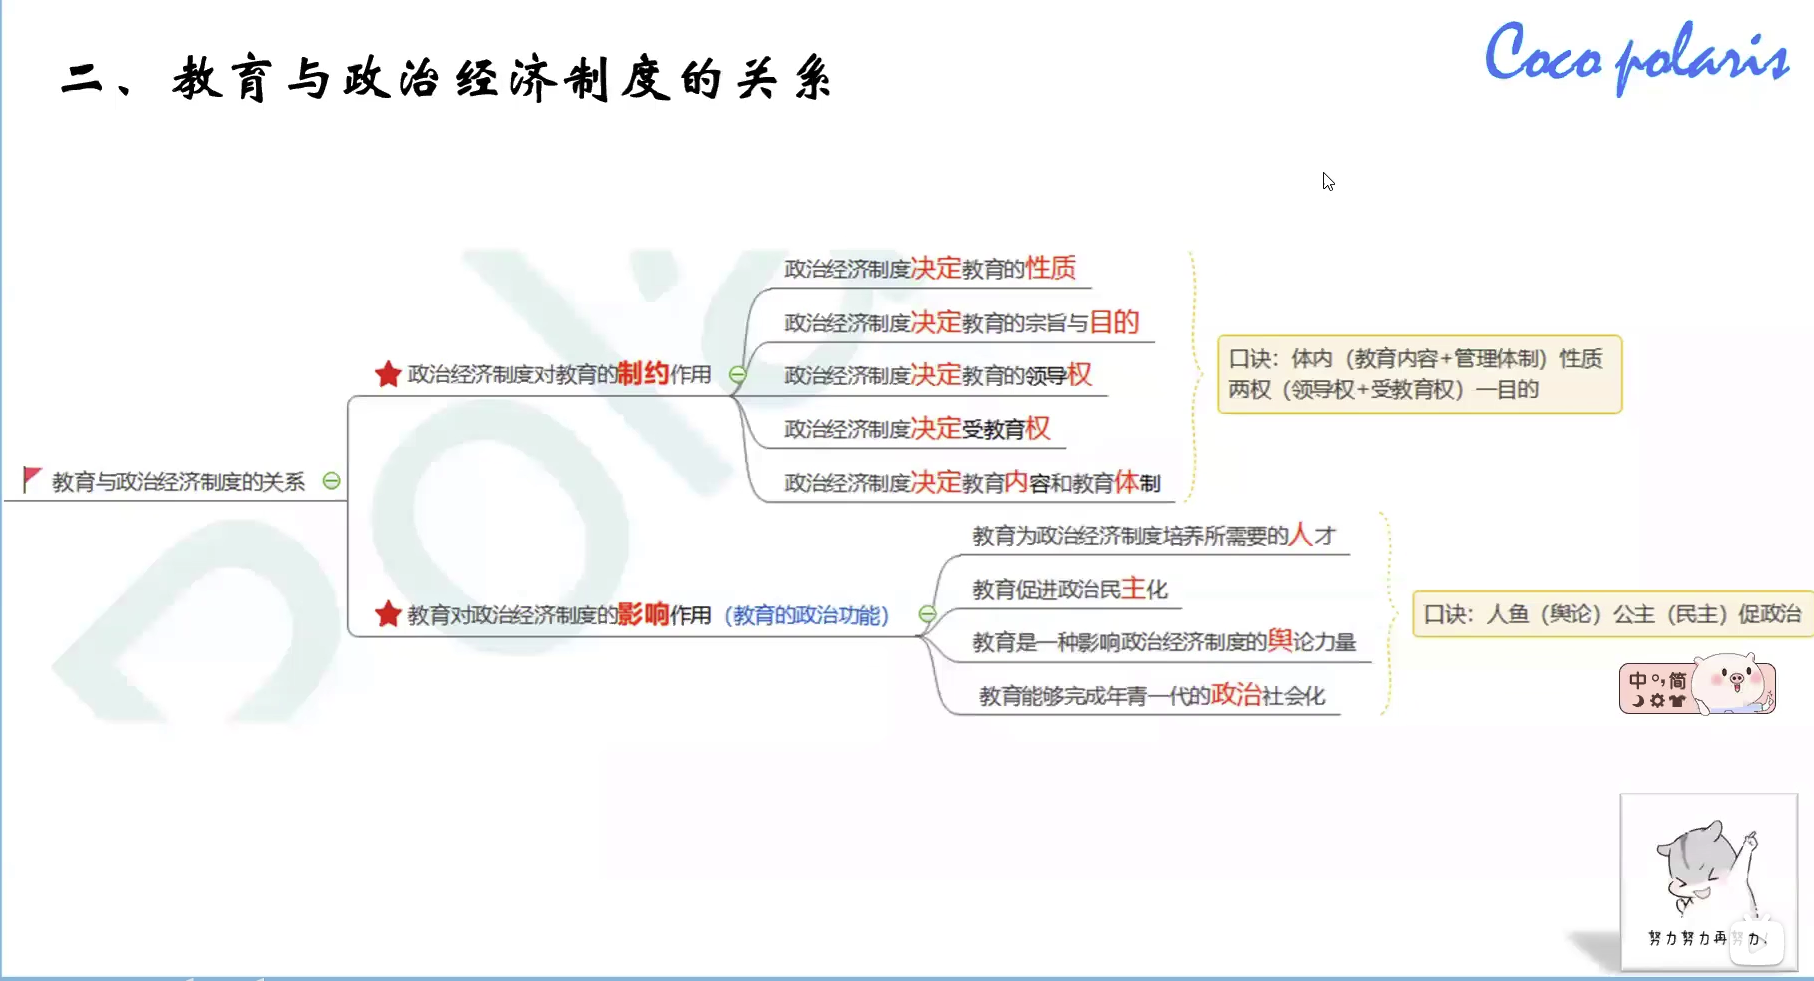 二、教育与政治经济制度的关系
Coco polaris
教育与政治经济制度的关系
政治经济制度对教育的制约作用
政治经济制度决定教育的性质
政治经济制度决定教育的宗旨与目的
政治经济制度决定教育的领导权
政治经济制度决定受教育权
政治经济制度决定教育内容和教育体制
口诀：体内（教育内容+管理体制）性质
两权（领导权+受教育权）一目的
教育对政治经济制度的影响作用（教育的政治功能）
教育为政治经济制度培养所需要的人才
教育促进政治民主化
教育是一种影响政治经济制度的舆论力量
教育能够完成年青一代的政治社会化
口诀：人鱼（舆论）公主（民主）促政治
中 简
努力努力再努力!